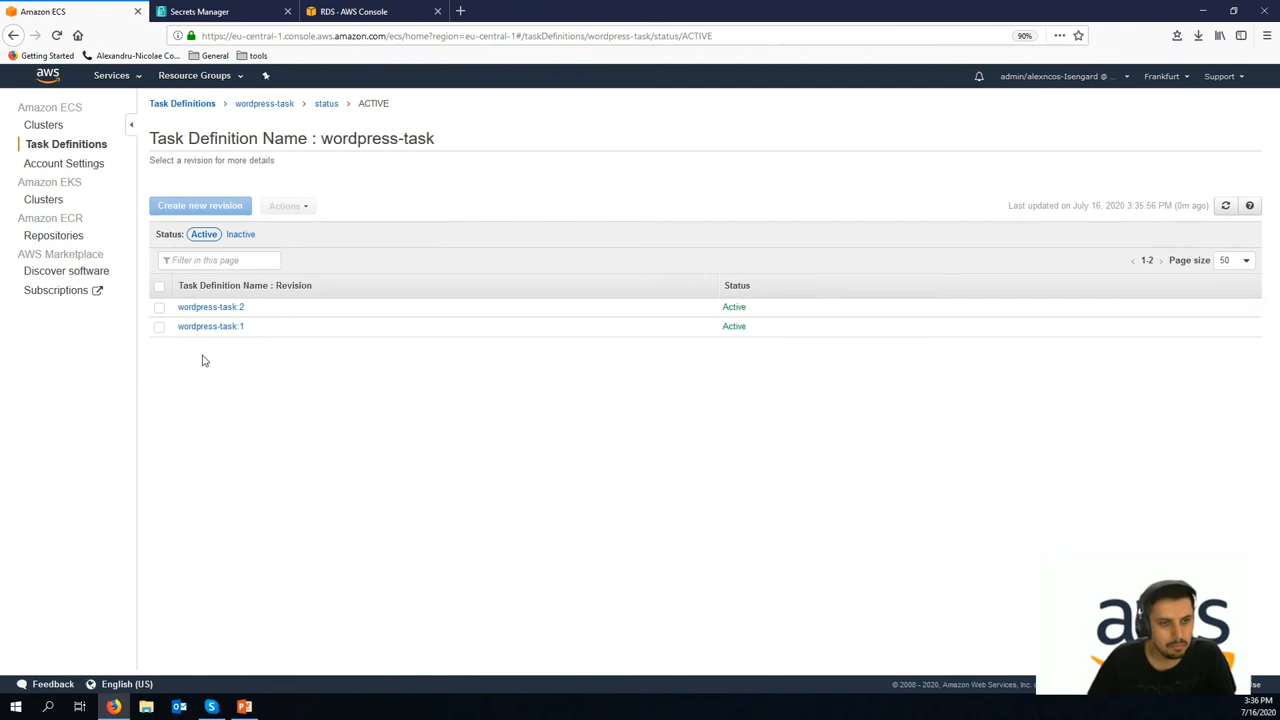 Amazon ECS
Secrets Manager
RDS - AWS Console
https://eu-central-1.console.aws.amazon.com/ecs/home?region=eu-central-1#/taskDefinitions/wordpress-task/status/ACTIVE
90%
Getting Started
Alexandru-Nicolae Co...
General
tools
aws
Services
Resource Groups
admin/alexncos-Isengard @ ...
Frankfurt
Support
Amazon ECS
Clusters
Task Definitions
Account Settings
Amazon EKS
Clusters
Amazon ECR
Repositories
AWS Marketplace
Discover software
Subscriptions
Task Definitions > wordpress-task > status > ACTIVE
Task Definition Name : wordpress-task
Select a revision for more details
Create new revision
Actions
Last updated on July 16, 2020 3:35:56 PM (0m ago)
Status: Active Inactive
Filter in this page
1-2 Page size 50
Task Definition Name : Revision Status
wordpress-task:2 Active
wordpress-task:1 Active
aws
Feedback
English (US)
© 2008 - 2020, Amazon Web Services, Inc.
3:36 PM
7/16/2020